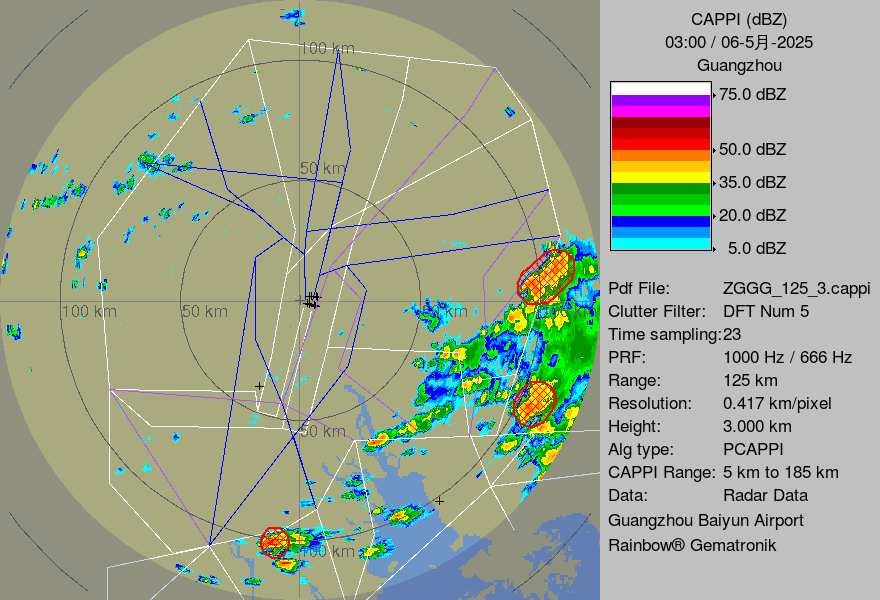 100 km
50 km
100 km
50 km
50 km
100 km
CAPPI (dBZ)
03:00 / 06-5月-2025
Guangzhou
75.0 dBZ
50.0 dBZ
35.0 dBZ
20.0 dBZ
5.0 dBZ
Pdf File: ZGGG_125_3.cappi
Clutter Filter: DFT Num 5
Time sampling:23
PRF: 1000 Hz / 666 Hz
Range: 125 km
Resolution: 0.417 km/pixel
Height: 3.000 km
Alg type: PCAPPI
CAPPI Range: 5 km to 185 km
Data: Radar Data
Guangzhou Baiyun Airport
Rainbow® Gematronik